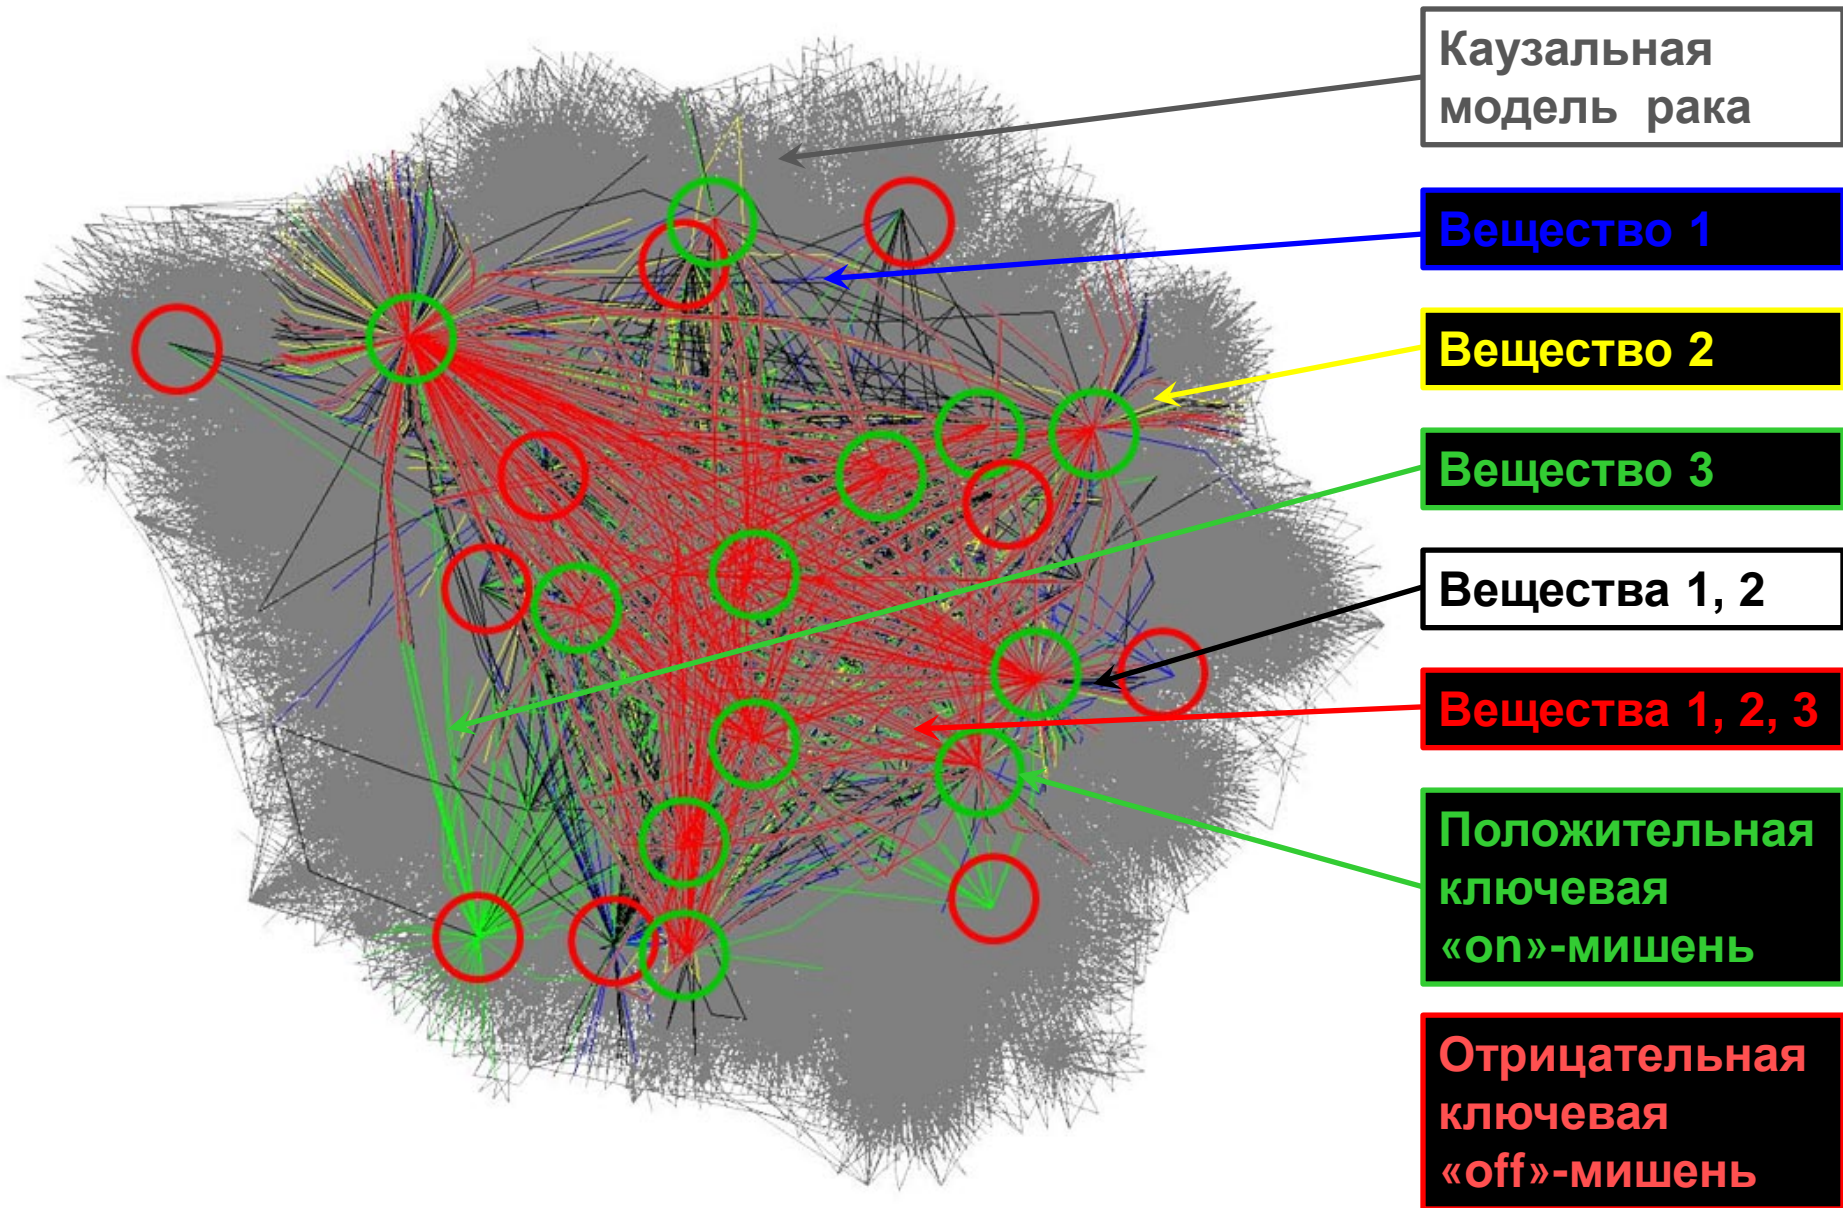 Каузальная
модель рака
Вещество 1
Вещество 2
Вещество 3
Вещества 1, 2
Вещества 1, 2, 3
Положительная
ключевая
«on»-мишень
Отрицательная
ключевая
«off»-мишень